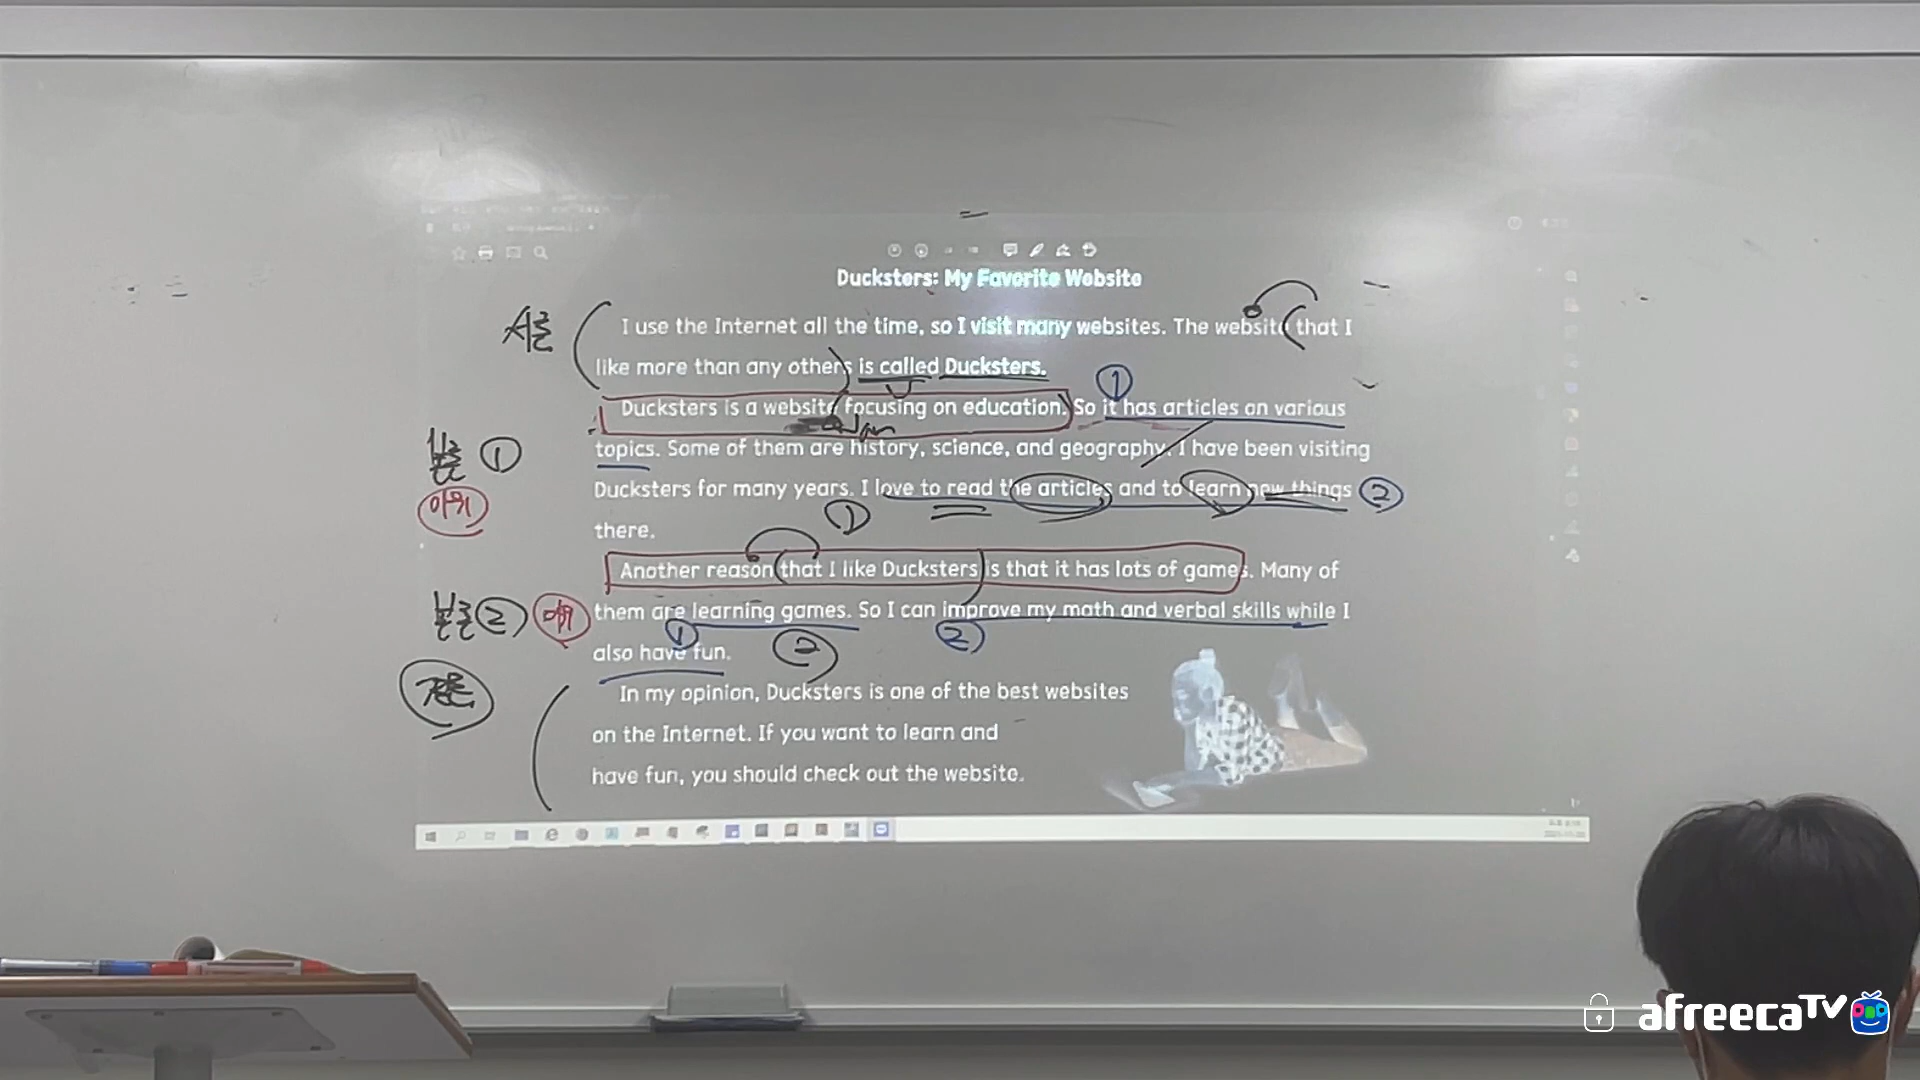 Ducksters: My Favorite Website
서론
I use the Internet all the time, so I visit many websites. The website that I
like more than any others is called Ducksters.
①
Ducksters is a website focusing on education. So it has articles on various
본론 ①
topics. Some of them are history, science, and geography. I have been visiting
이유
Ducksters for many years. I love to read the articles and to learn new things ②
①
there.
Another reason that I like Ducksters is that it has lots of games. Many of
본론 ②
them are learning games. So I can improve my math and verbal skills while I
① ② ②
also have fun.
결론
In my opinion, Ducksters is one of the best websites
on the Internet. If you want to learn and
have fun, you should check out the website.
afreecaTV